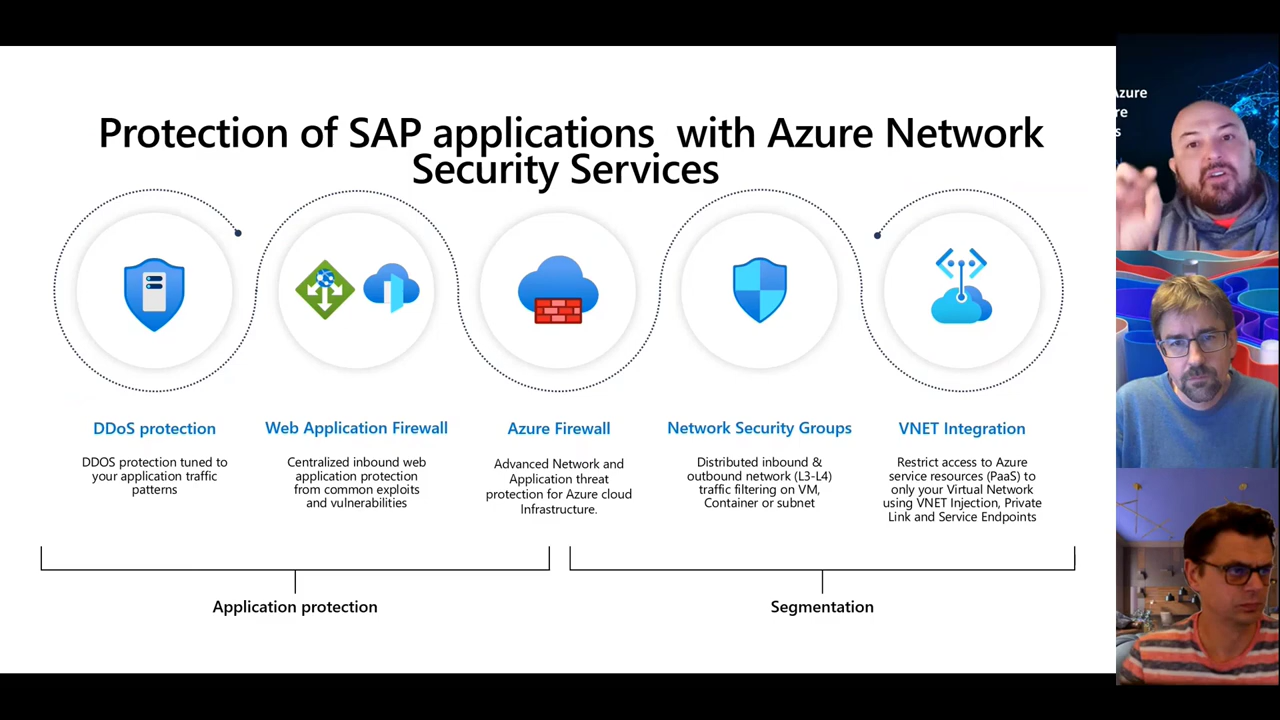 Protection of SAP applications with Azure Network
Security Services
DDoS protection
DDOS protection tuned to
your application traffic
patterns
Web Application Firewall
Centralized inbound web
application protection
from common exploits
and vulnerabilities
Azure Firewall
Advanced Network and
Application threat
protection for Azure cloud
Infrastructure.
Network Security Groups
Distributed inbound &
outbound network (L3-L4)
traffic filtering on VM,
Container or subnet
VNET Integration
Restrict access to Azure
service resources (PaaS) to
only your Virtual Network
using VNET Injection, Private
Link and Service Endpoints
Application protection
Segmentation
Azure